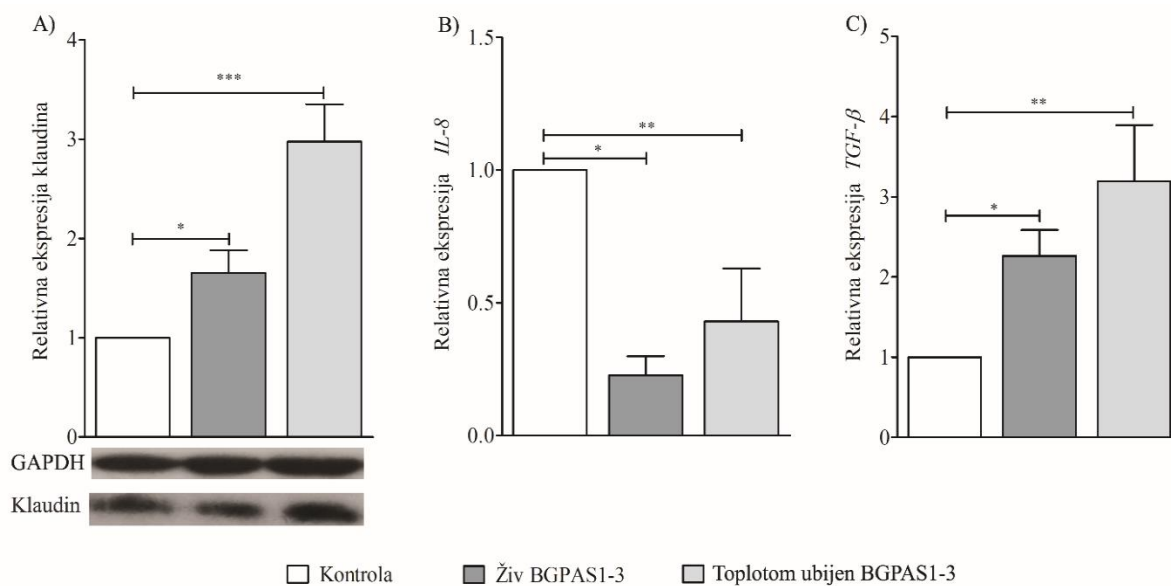 A)
Relativna ekspresija klaudina
4
3
2
1
0
***
*
GAPDH
Klaudin
B)
Relativna ekspresija IL-8
1.5
1.0
0.5
0.0
**
*
C)
Relativna ekspresija TGF-β
5
4
3
2
1
0
**
*
Kontrola
Živ BGPAS1-3
Toplotom ubijen BGPAS1-3